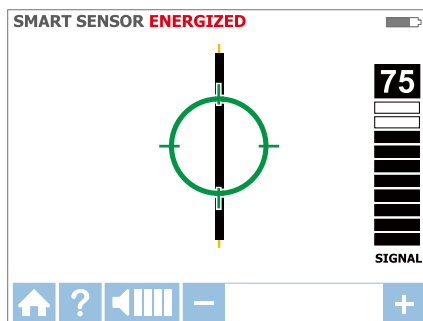 SMART SENSOR ENERGIZED
75
SIGNAL
? − +